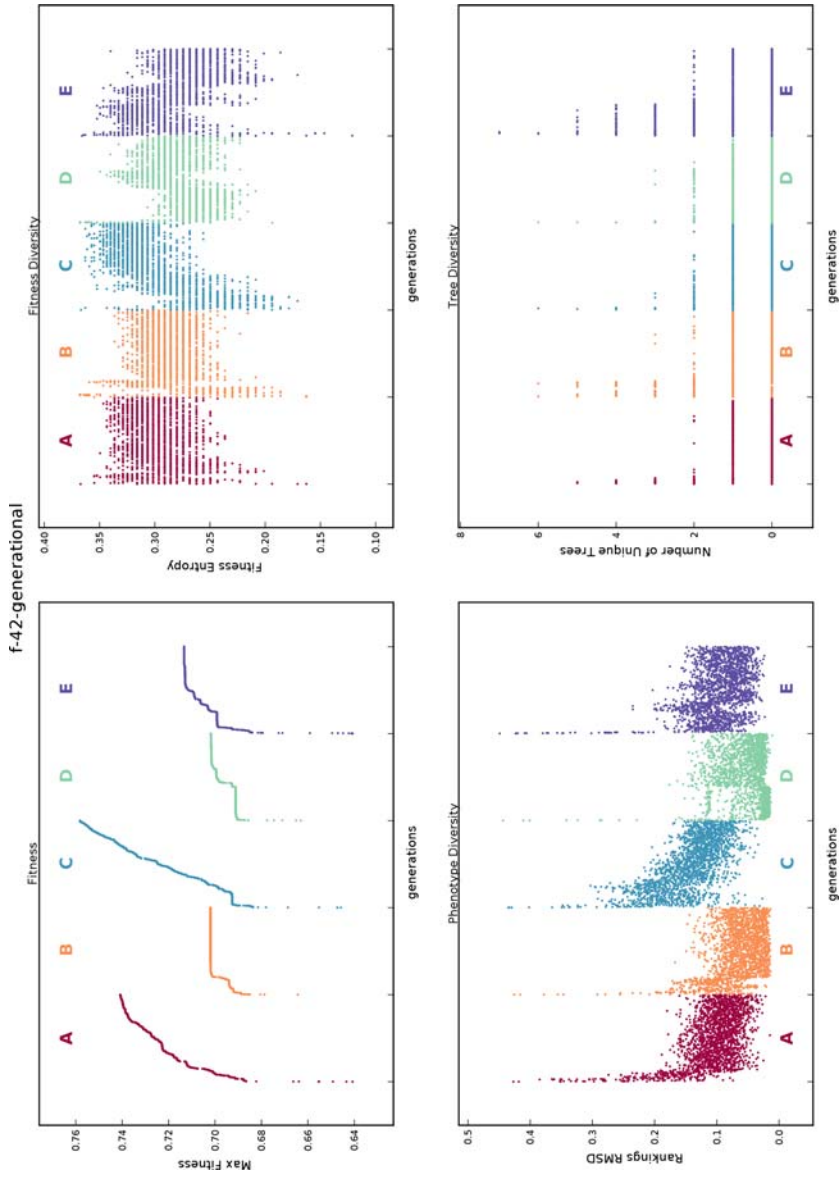 f-42-generational
Fitness
Max Fitness
0.76
0.74
0.72
0.70
0.68
0.66
0.64
A
B
C
D
E
generations
Fitness Diversity
Fitness Entropy
0.40
0.35
0.30
0.25
0.20
0.15
0.10
A
B
C
D
E
generations
Phenotype Diversity
Rankings RMSD
0.5
0.4
0.3
0.2
0.1
0.0
A
B
C
D
E
generations
Tree Diversity
Number of Unique Trees
8
6
4
2
0
A
B
C
D
E
generations